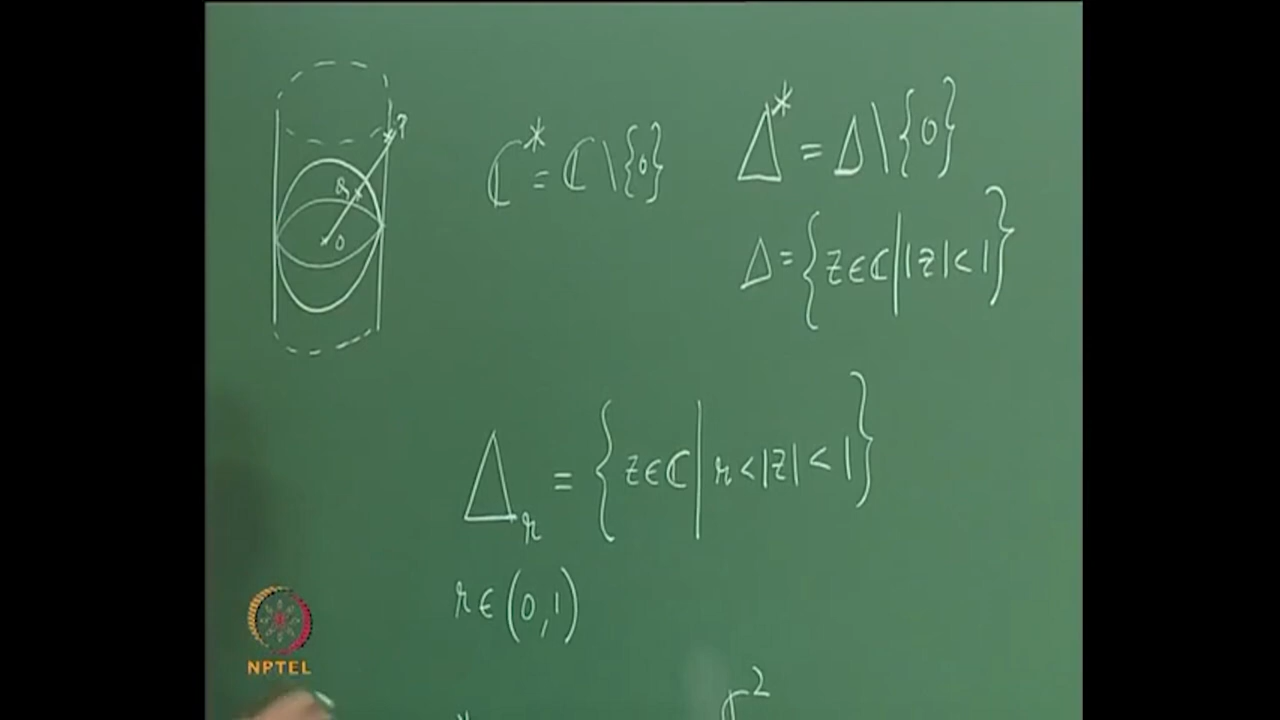 P
Q
O
ℂ* = ℂ\{0}
Δ* = Δ\{0}
Δ = {z∈ℂ | |z|<1}
Δ_r = {z∈ℂ | r<|z|<1}
r∈(0,1)
NPTEL